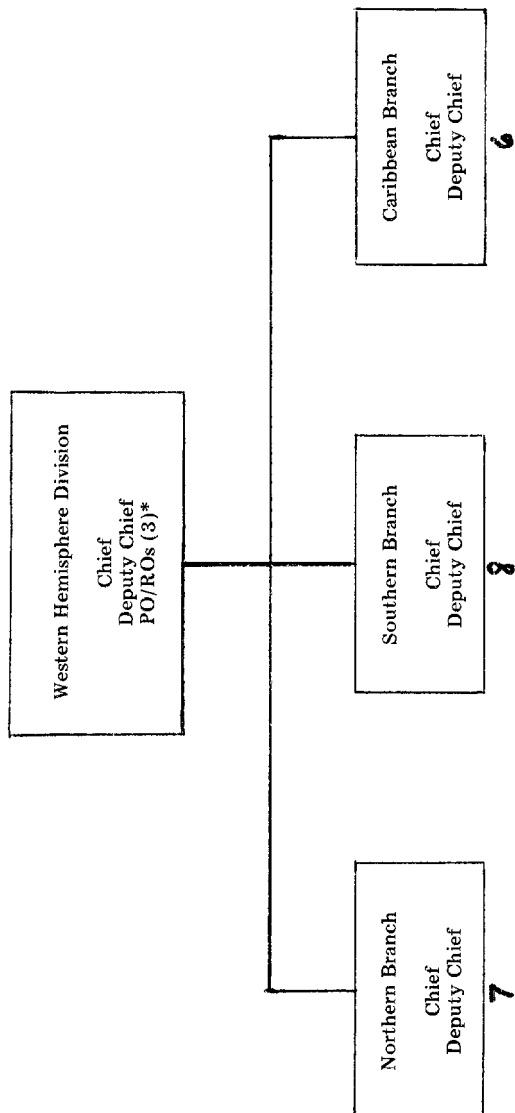 Western Hemisphere Division
Chief
Deputy Chief
PO/ROs (3)*
Northern Branch
Chief
Deputy Chief
7
Southern Branch
Chief
Deputy Chief
8
Caribbean Branch
Chief
Deputy Chief
6